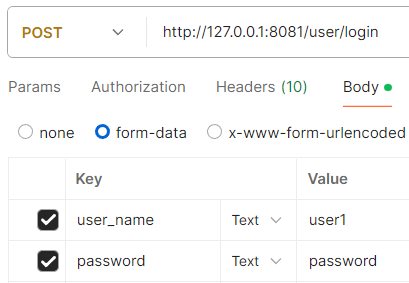 POST http://127.0.0.1:8081/user/login
Params Authorization Headers (10) Body
none form-data x-www-form-urlencoded
Key Value
user_name Text user1
password Text password